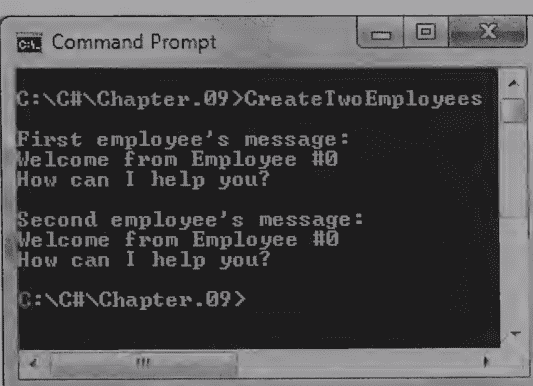 Command Prompt
C:\C#\Chapter.09>CreateTwoEmployees
First employee's message:
Welcome from Employee #0
How can I help you?
Second employee's message:
Welcome from Employee #0
How can I help you?
C:\C#\Chapter.09>